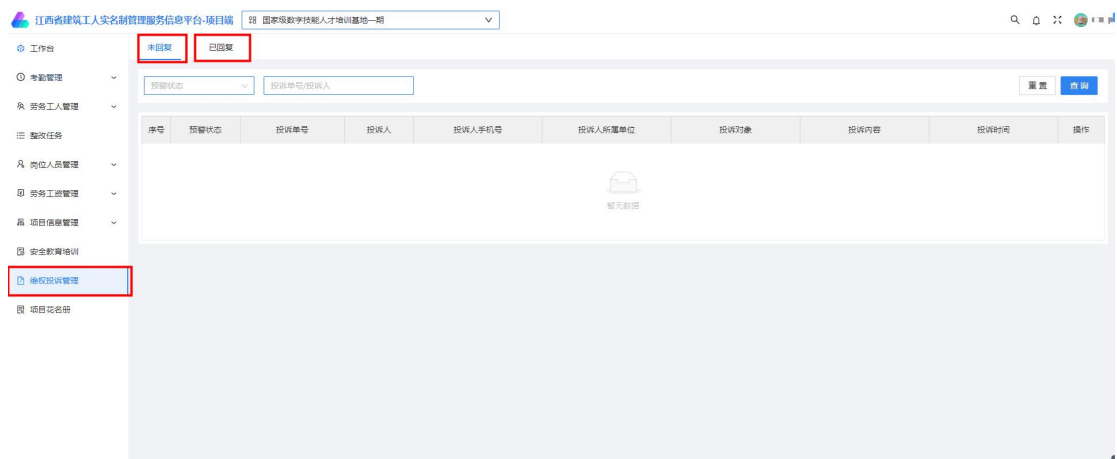 江西省建筑工人实名制管理服务信息平台-项目端
国家级数字技能人才培训基地一期
工作台
考勤管理
劳务工人管理
整改任务
岗位人员管理
劳务工资管理
项目信息管理
安全教育培训
维权投诉管理
项目花名册
未回复 已回复
预警状态 投诉单号/投诉人 重置 查询
序号 预警状态 投诉单号 投诉人 投诉人手机号 投诉人所属单位 投诉对象 投诉内容 投诉时间 操作
暂无数据